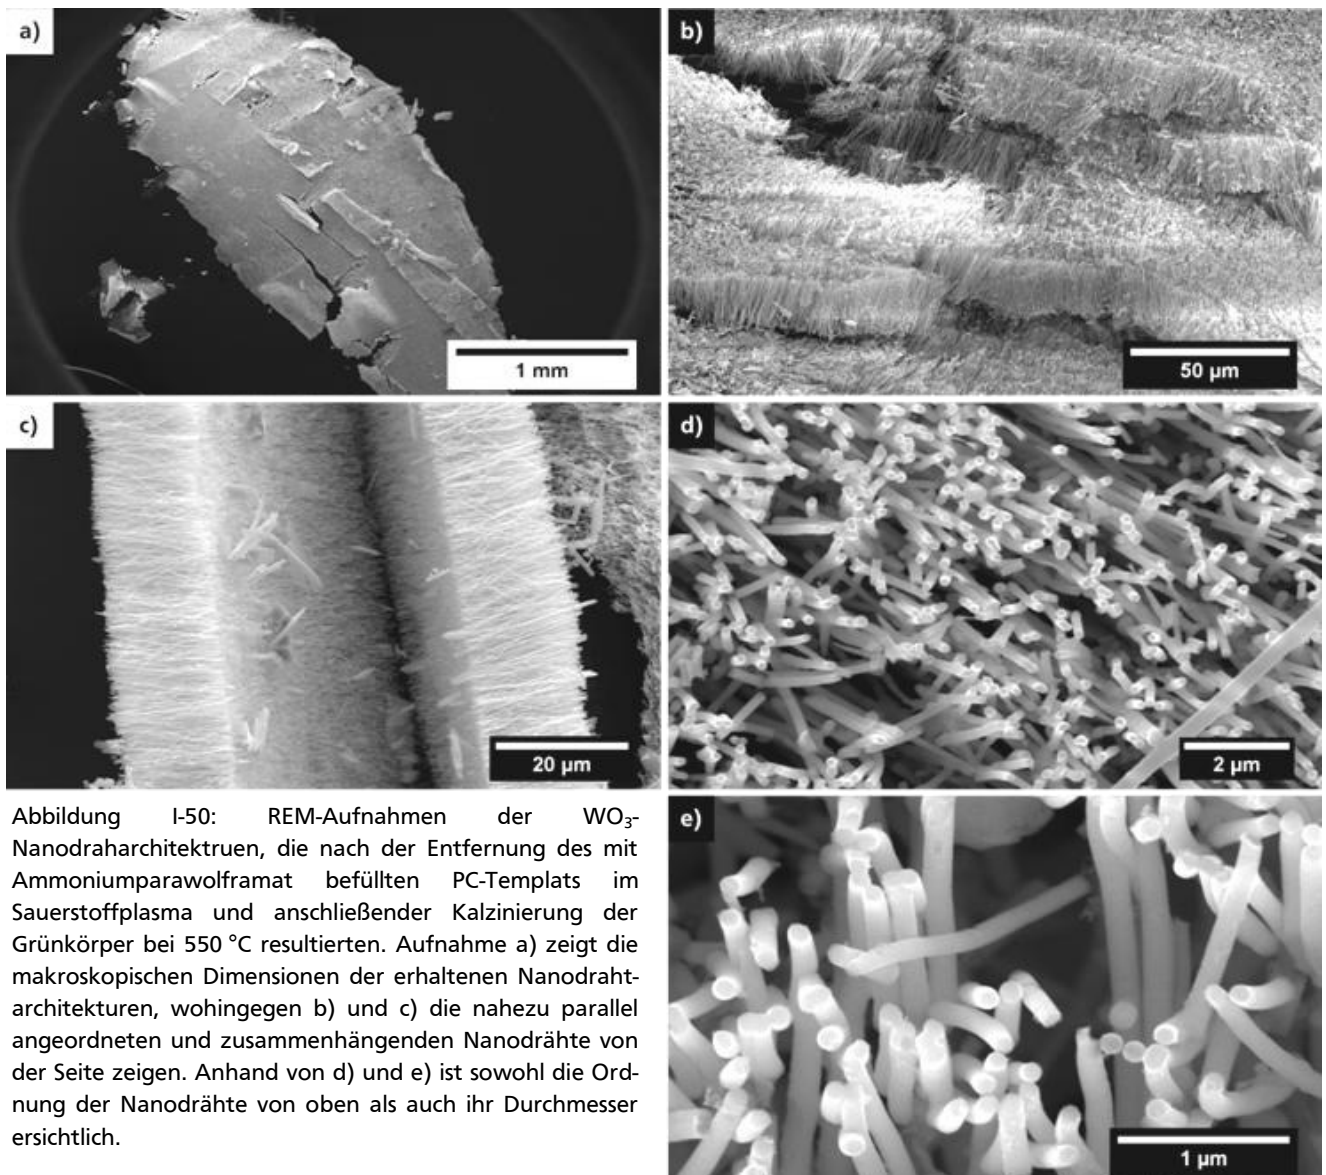 a)
1 mm
b)
50 µm
c)
20 µm
d)
2 µm
e)
1 µm
Abbildung I-50: REM-Aufnahmen der WO₃-
Nanodraharchitektruen, die nach der Entfernung des mit
Ammoniumparawolframat befüllten PC-Templats im
Sauerstoffplasma und anschließender Kalzinierung der
Grünkörper bei 550 °C resultierten. Aufnahme a) zeigt die
makroskopischen Dimensionen der erhaltenen Nanodraht-
architekturen, wohingegen b) und c) die nahezu parallel
angeordneten und zusammenhängenden Nanodrähte von
der Seite zeigen. Anhand von d) und e) ist sowohl die Ord-
nung der Nanodrähte von oben als auch ihr Durchmesser
ersichtlich.